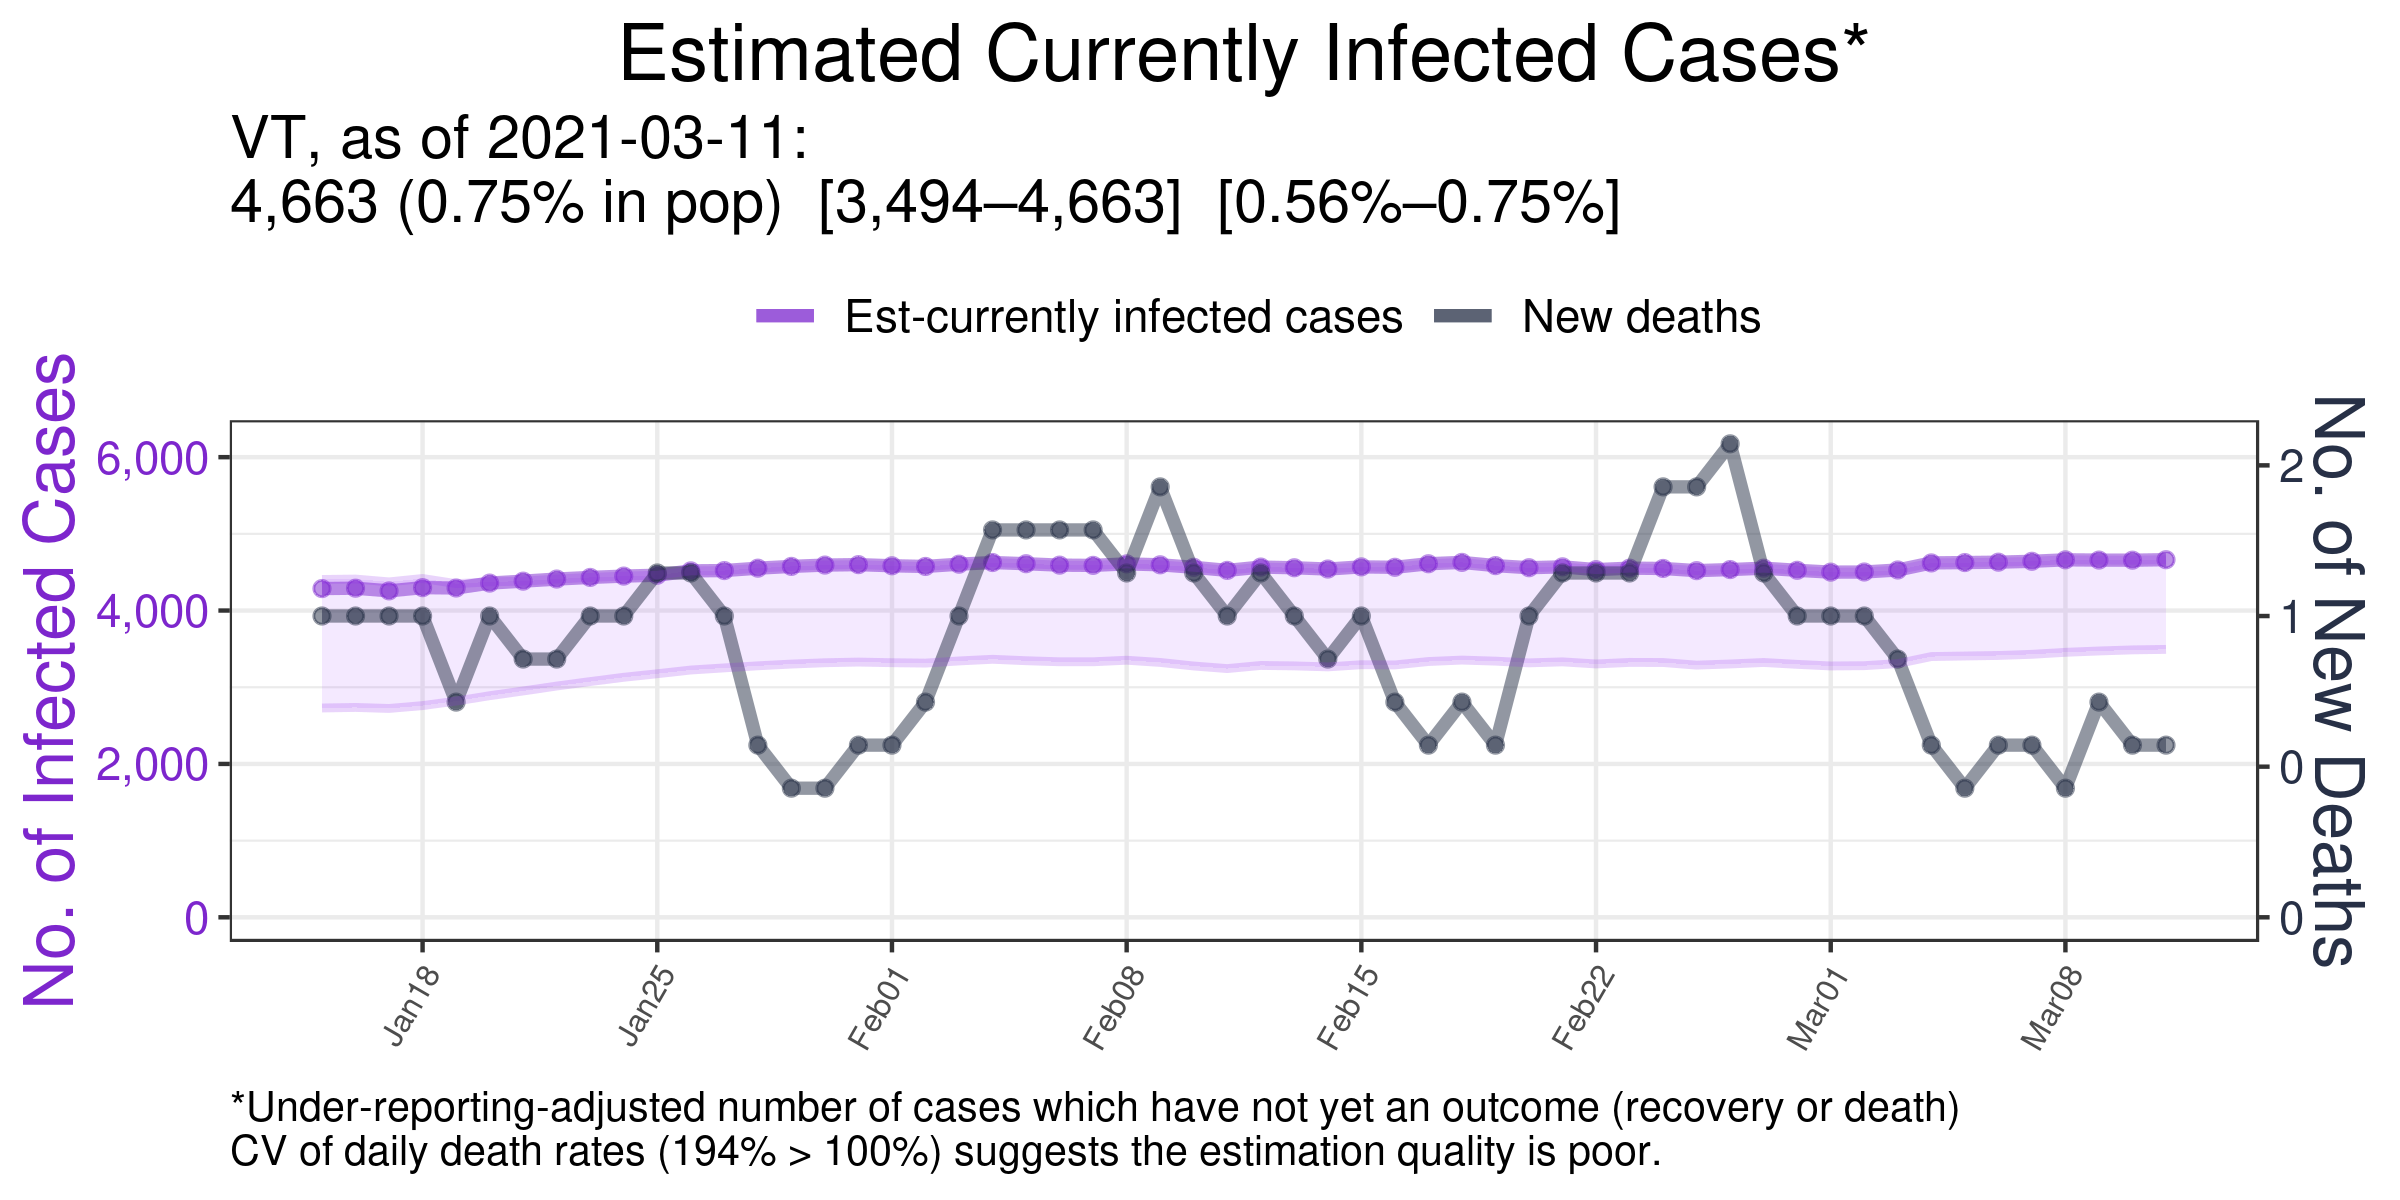 Estimated Currently Infected Cases*
VT, as of 2021-03-11:
4,663 (0.75% in pop)  [3,494–4,663]  [0.56%–0.75%]
Est-currently infected cases
New deaths
No. of Infected Cases
6,000
4,000
2,000
0
2
1
0
0
No. of New Deaths
Jan18
Jan25
Feb01
Feb08
Feb15
Feb22
Mar01
Mar08
*Under-reporting-adjusted number of cases which have not yet an outcome (recovery or death)
CV of daily death rates (194% > 100%) suggests the estimation quality is poor.